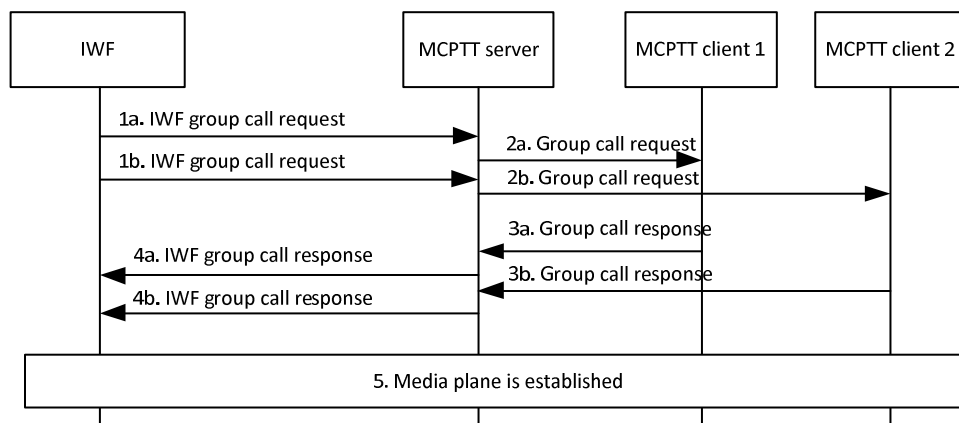 IWF
MCPTT server
MCPTT client 1
MCPTT client 2
1a. IWF group call request
2a. Group call request
1b. IWF group call request
2b. Group call request
3a. Group call response
4a. IWF group call response
3b. Group call response
4b. IWF group call response
5. Media plane is established